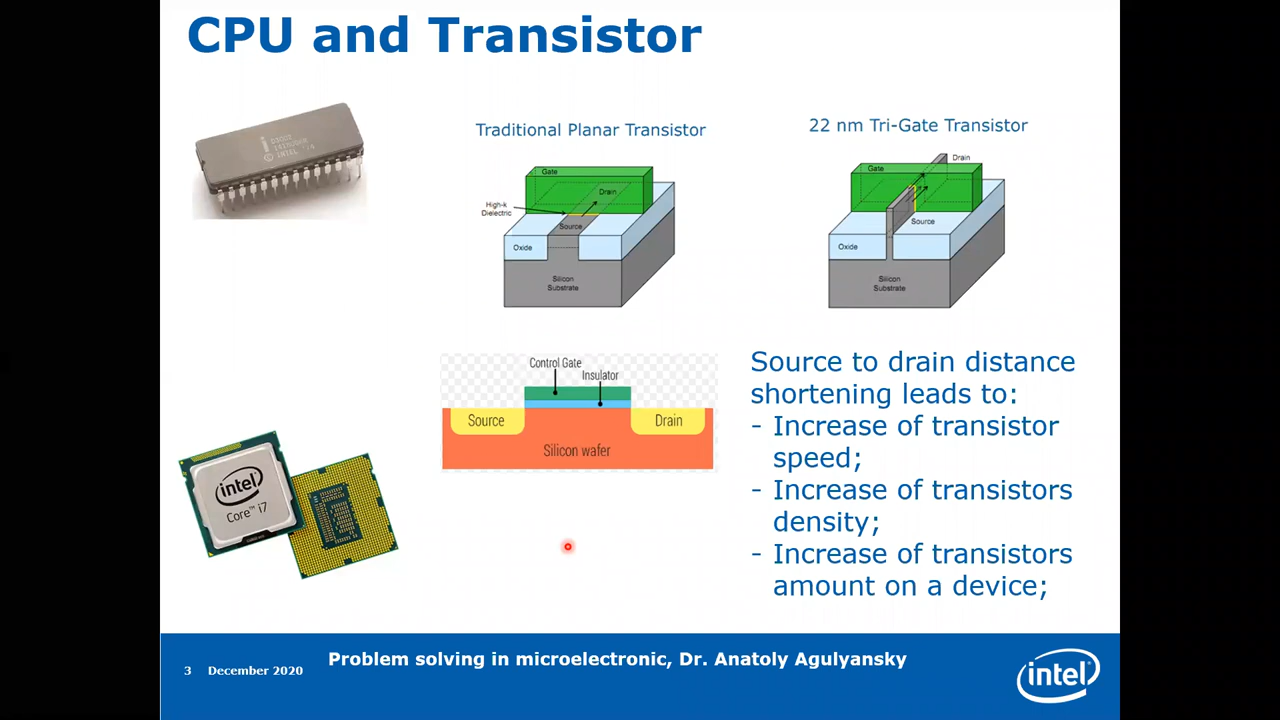 CPU and Transistor
Traditional Planar Transistor
Gate
Drain
High-k
Dielectric
Source
Oxide
Silicon
Substrate
22 nm Tri-Gate Transistor
Drain
Gate
Source
Oxide
Silicon
Substrate
Control Gate
Insulator
Source
Drain
Silicon wafer
Source to drain distance
shortening leads to:
- Increase of transistor
speed;
- Increase of transistors
density;
- Increase of transistors
amount on a device;
intel
Core™ i7
3 December 2020
Problem solving in microelectronic, Dr. Anatoly Agulyansky
intel